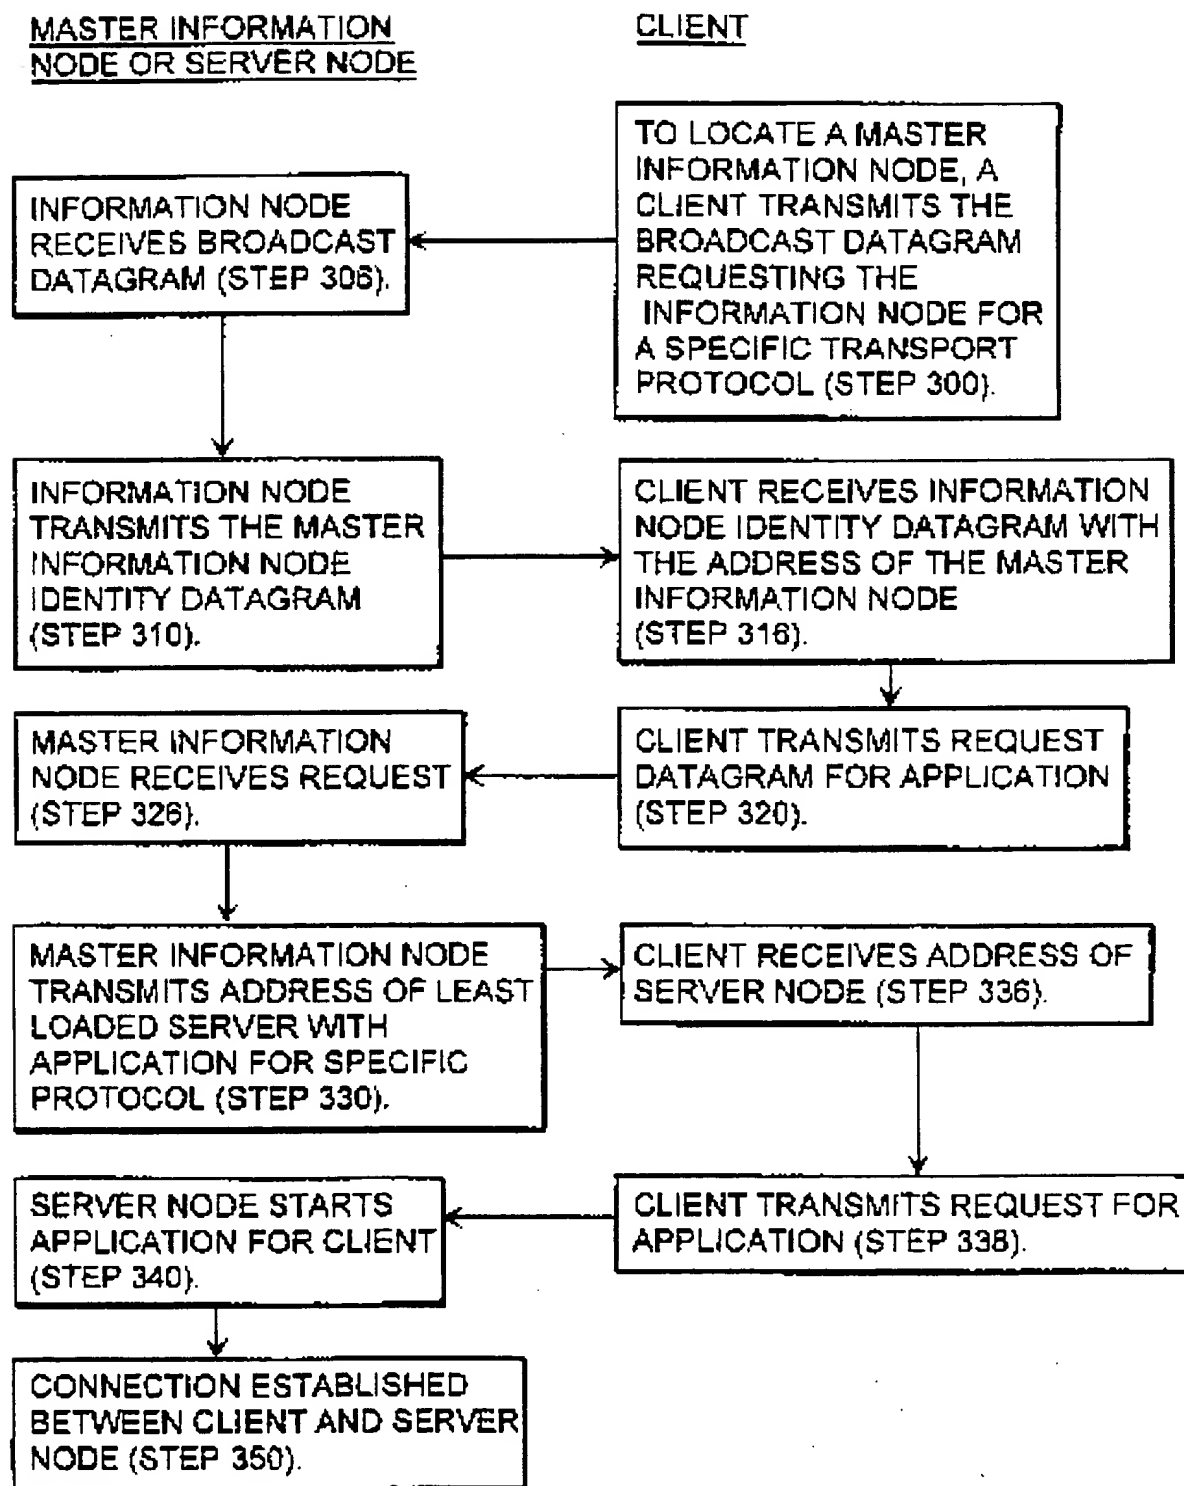 MASTER INFORMATION
NODE OR SERVER NODE
CLIENT
TO LOCATE A MASTER
INFORMATION NODE, A
CLIENT TRANSMITS THE
BROADCAST DATAGRAM
REQUESTING THE
INFORMATION NODE FOR
A SPECIFIC TRANSPORT
PROTOCOL (STEP 300).
INFORMATION NODE
RECEIVES BROADCAST
DATAGRAM (STEP 306).
INFORMATION NODE
TRANSMITS THE MASTER
INFORMATION NODE
IDENTITY DATAGRAM
(STEP 310).
CLIENT RECEIVES INFORMATION
NODE IDENTITY DATAGRAM WITH
THE ADDRESS OF THE MASTER
INFORMATION NODE
(STEP 316).
CLIENT TRANSMITS REQUEST
DATAGRAM FOR APPLICATION
(STEP 320).
MASTER INFORMATION
NODE RECEIVES REQUEST
(STEP 326).
MASTER INFORMATION NODE
TRANSMITS ADDRESS OF LEAST
LOADED SERVER WITH
APPLICATION FOR SPECIFIC
PROTOCOL (STEP 330).
CLIENT RECEIVES ADDRESS OF
SERVER NODE (STEP 336).
CLIENT TRANSMITS REQUEST FOR
APPLICATION (STEP 338).
SERVER NODE STARTS
APPLICATION FOR CLIENT
(STEP 340).
CONNECTION ESTABLISHED
BETWEEN CLIENT AND SERVER
NODE (STEP 350).